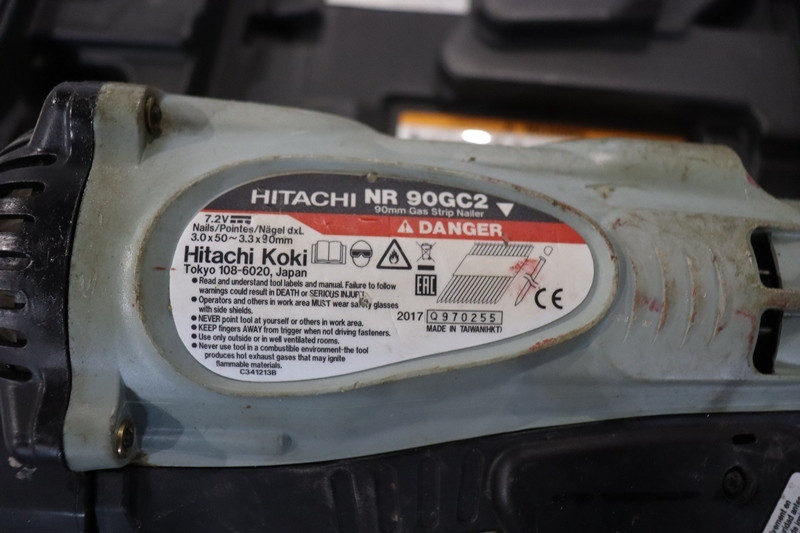 HITACHI NR 90GC2
90mm Gas Strip Nailer
7.2V
Nails/Pointes/Nägel dxL
3.0x50~3.3x90mm
DANGER
Hitachi Koki
Tokyo 108-6020, Japan
● Read and understand tool labels and manual. Failure to follow
warnings could result in DEATH or SERIOUS INJURY.
● Operators and others in work area MUST wear safety glasses
with side shields.
● NEVER point tool at yourself or others in work area.
● KEEP fingers AWAY from trigger when not driving fasteners.
● Use only outside or in well ventilated rooms.
● Never use tool in a combustible environment-the tool
produces hot exhaust gases that may ignite
flammable materials.
C341213B
EAC
CE
2017 Q970255
MADE IN TAIWAN(HKT)